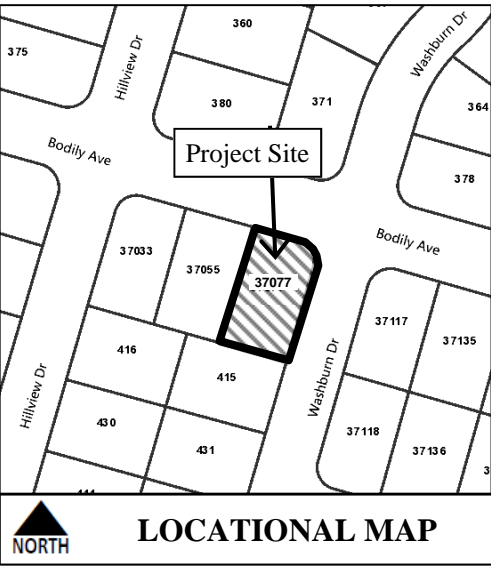 360
375
Hillview Dr
Washburn Dr
380
371
364
Bodily Ave
Project Site
378
37033
37055
37077
Bodily Ave
37117
37135
416
415
Hillview Dr
Washburn Dr
430
431
37118
37136
NORTH
LOCATIONAL MAP